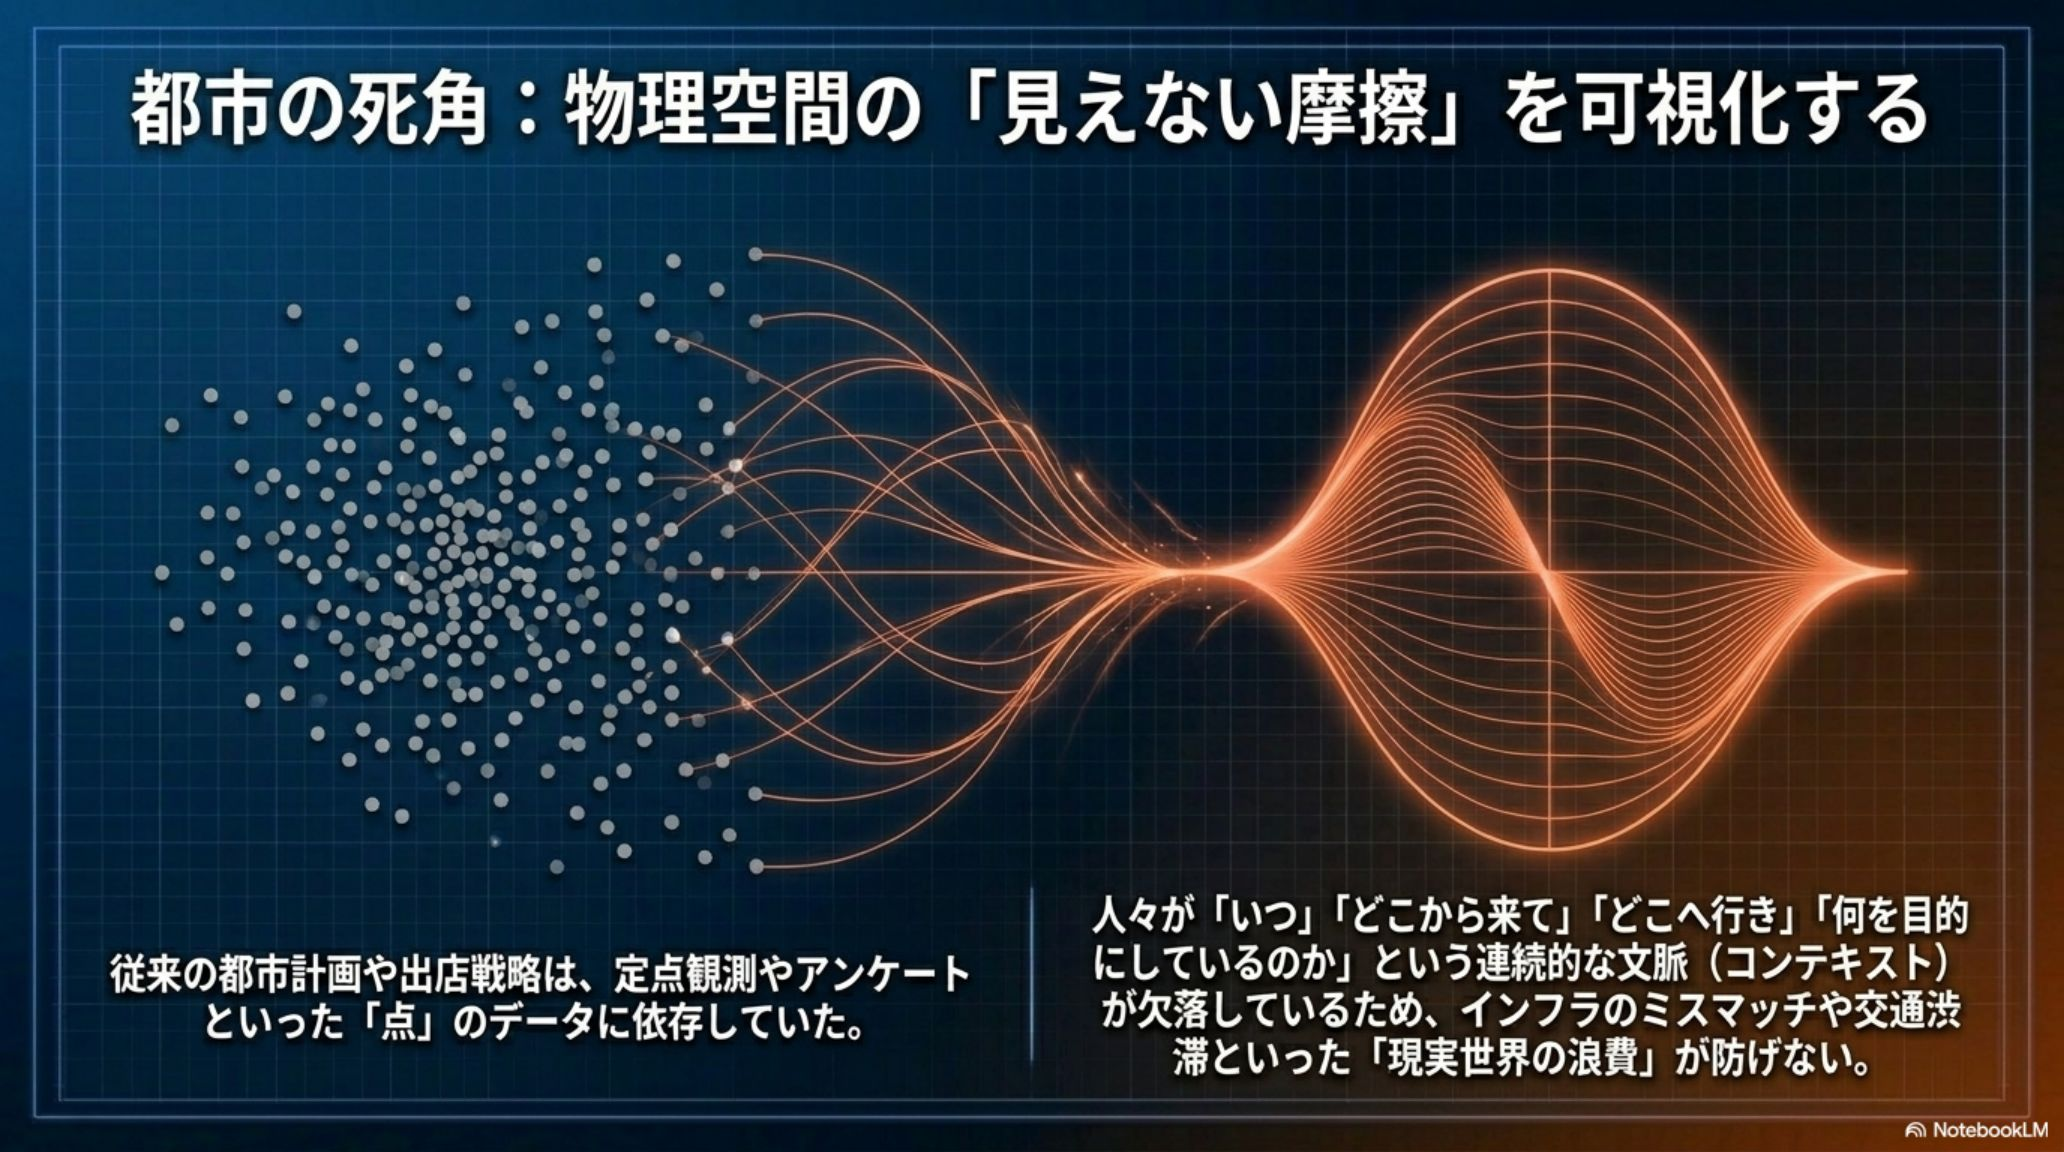 都市の死角：物理空間の「見えない摩擦」を可視化する
従来の都市計画や出店戦略は、定点観測やアンケート
といった「点」のデータに依存していた。
人々が「いつ」「どこから来て」「どこへ行き」「何を目的
にしているのか」という連続的な文脈（コンテキスト）
が欠落しているため、インフラのミスマッチや交通渋
滞といった「現実世界の浪費」が防げない。
NotebookLM